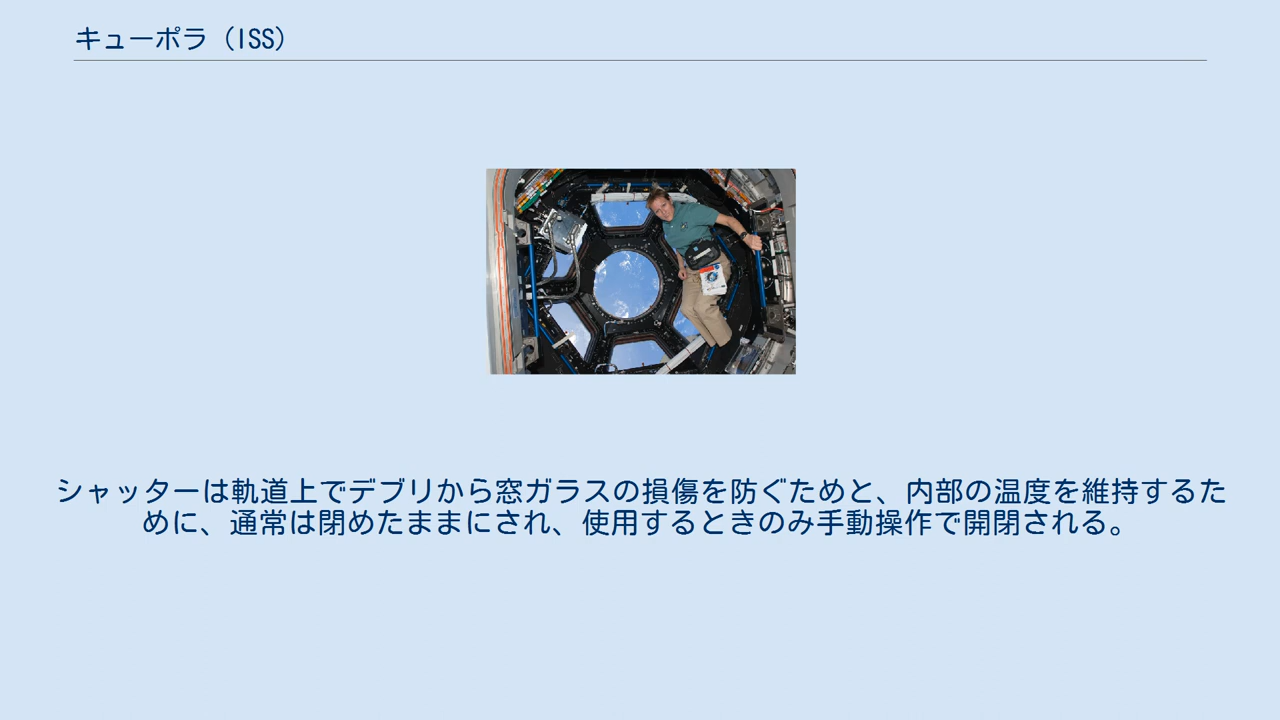 キューポラ（ISS）
シャッターは軌道上でデブリから窓ガラスの損傷を防ぐためと、内部の温度を維持するた
めに、通常は閉めたままにされ、使用するときのみ手動操作で開閉される。